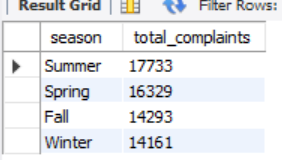 Result Grid Filter Rows:
season total_complaints
Summer 17733
Spring 16329
Fall 14293
Winter 14161